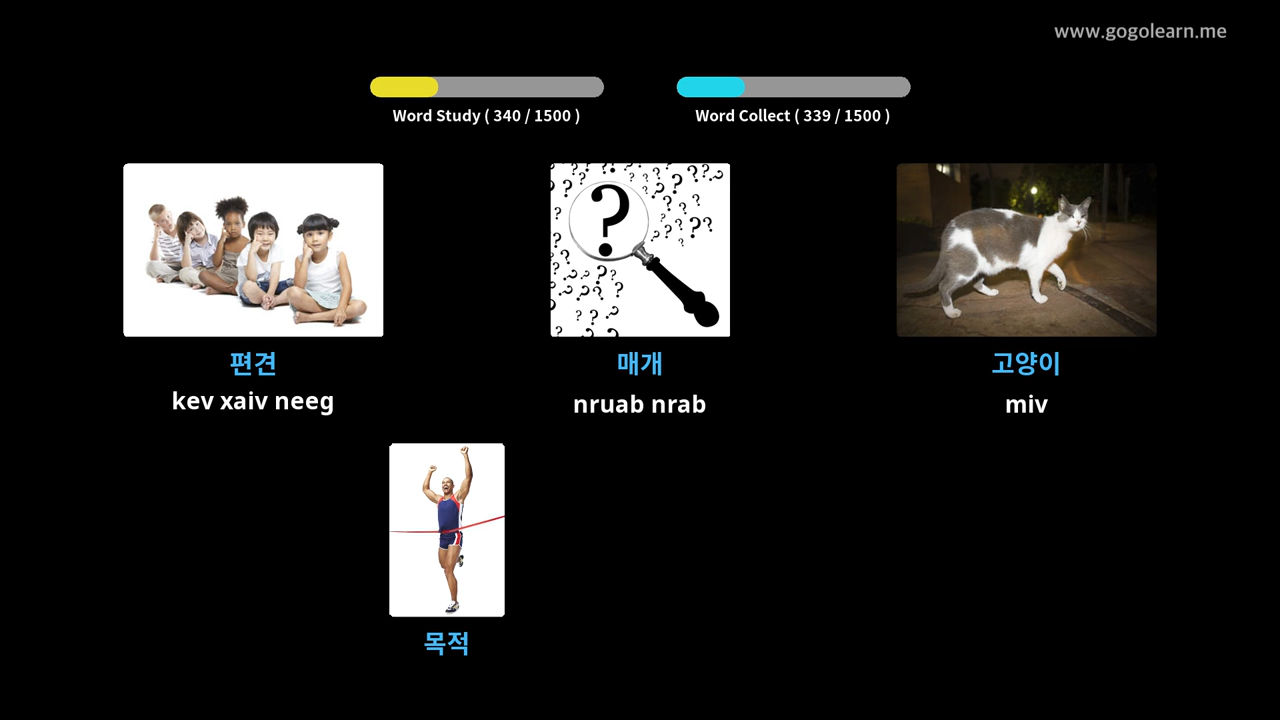 www.gogolearn.me
Word Study ( 340 / 1500 )
Word Collect ( 339 / 1500 )
편견
매개
고양이
kev xaiv neeg
nruab nrab
miv
목적